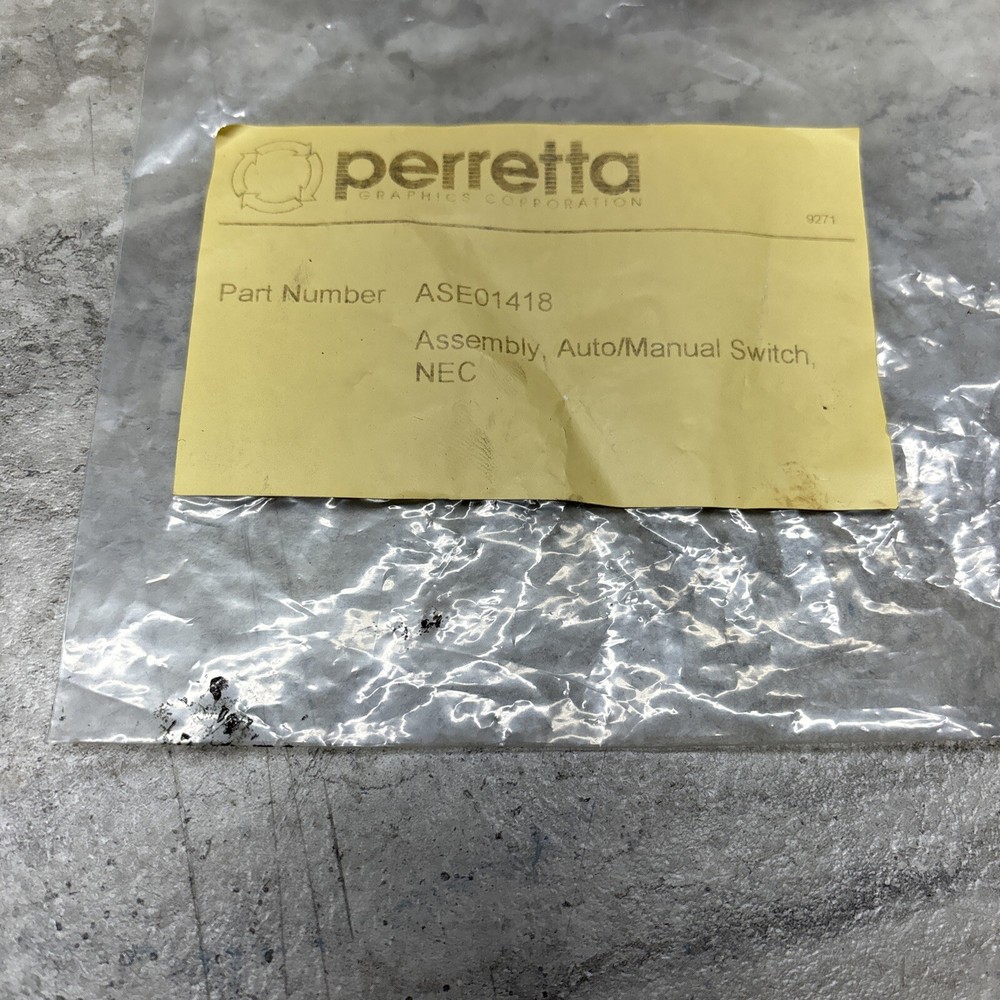 perretta
GRAPHICS CORPORATION
9271
Part Number ASE01418
Assembly, Auto/Manual Switch,
NEC